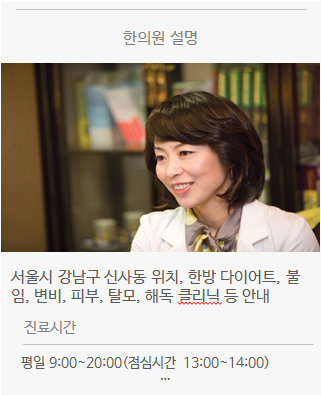 한의원 설명
서울시 강남구 신사동 위치, 한방 다이어트, 불
임, 변비, 피부, 탈모, 해독 클리닉 등 안내
진료시간
평일 9:00~20:00(점심시간  13:00~14:00)
...